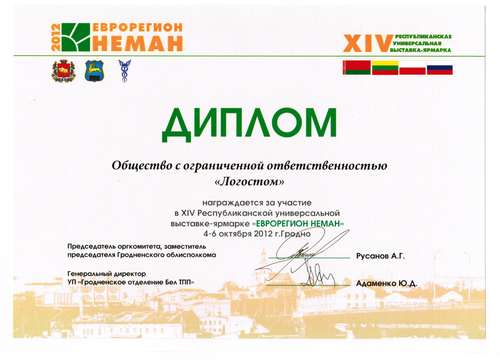 2012
ЕВРОРЕГИОН
НЕМАН
XIV РЕСПУБЛИКАНСКАЯ
УНИВЕРСАЛЬНАЯ
ВЫСТАВКА-ЯРМАРКА
ДИПЛОМ
Общество с ограниченной ответственностью
«Логостом»
награждается за участие
в XIV Республиканской универсальной
выставке-ярмарке «ЕВРОРЕГИОН НЕМАН»
4-6 октября 2012 г.Гродно
Председатель оргкомитета, заместитель
председателя Гродненского облисполкома
Русанов А.Г.
Генеральный директор
УП «Гродненское отделение Бел ТПП»
Адаменко Ю.Д.